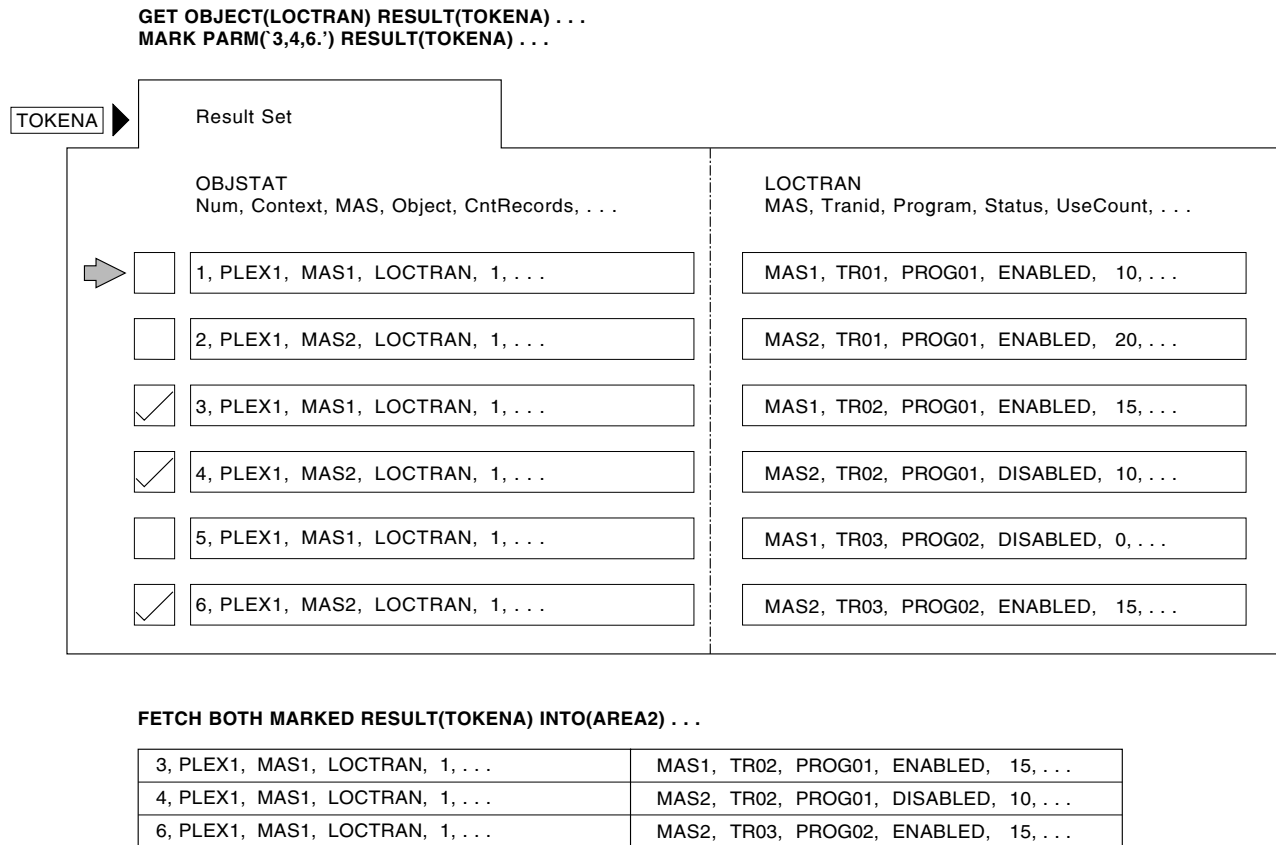 GET OBJECT(LOCTRAN) RESULT(TOKENA) . . .
MARK PARM(`3,4,6.') RESULT(TOKENA) . . .
TOKENA
Result Set
OBJSTAT
Num, Context, MAS, Object, CntRecords, . . .
LOCTRAN
MAS, Tranid, Program, Status, UseCount, . . .
1, PLEX1, MAS1, LOCTRAN, 1, . . .
MAS1, TR01, PROG01, ENABLED, 10, . . .
2, PLEX1, MAS2, LOCTRAN, 1, . . .
MAS2, TR01, PROG01, ENABLED, 20, . . .
3, PLEX1, MAS1, LOCTRAN, 1, . . .
MAS1, TR02, PROG01, ENABLED, 15, . . .
4, PLEX1, MAS2, LOCTRAN, 1, . . .
MAS2, TR02, PROG01, DISABLED, 10, . . .
5, PLEX1, MAS1, LOCTRAN, 1, . . .
MAS1, TR03, PROG02, DISABLED, 0, . . .
6, PLEX1, MAS2, LOCTRAN, 1, . . .
MAS2, TR03, PROG02, ENABLED, 15, . . .
FETCH BOTH MARKED RESULT(TOKENA) INTO(AREA2) . . .
3, PLEX1, MAS1, LOCTRAN, 1, . . .
MAS1, TR02, PROG01, ENABLED, 15, . . .
4, PLEX1, MAS1, LOCTRAN, 1, . . .
MAS2, TR02, PROG01, DISABLED, 10, . . .
6, PLEX1, MAS1, LOCTRAN, 1, . . .
MAS2, TR03, PROG02, ENABLED, 15, . . .